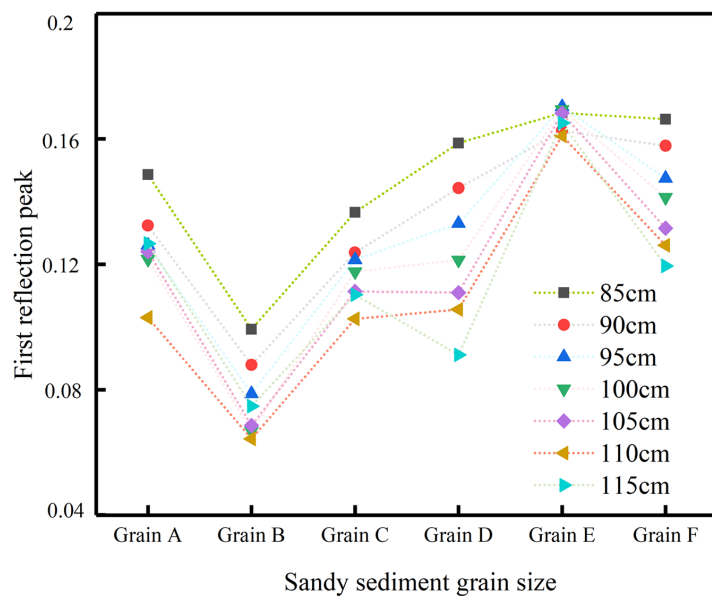 0.2
0.16
0.12
0.08
0.04
First reflection peak
85cm
90cm
95cm
100cm
105cm
110cm
115cm
Grain A Grain B Grain C Grain D Grain E Grain F
Sandy sediment grain size